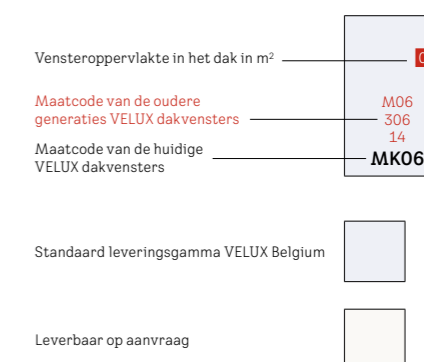 Vensteroppervlakte in het dak in m²
Maatcode van de oudere
generaties VELUX dakvensters
M06
306
14
Maatcode van de huidige
VELUX dakvensters
MK06
Standaard leveringsgamma VELUX Belgium
Leverbaar op aanvraag